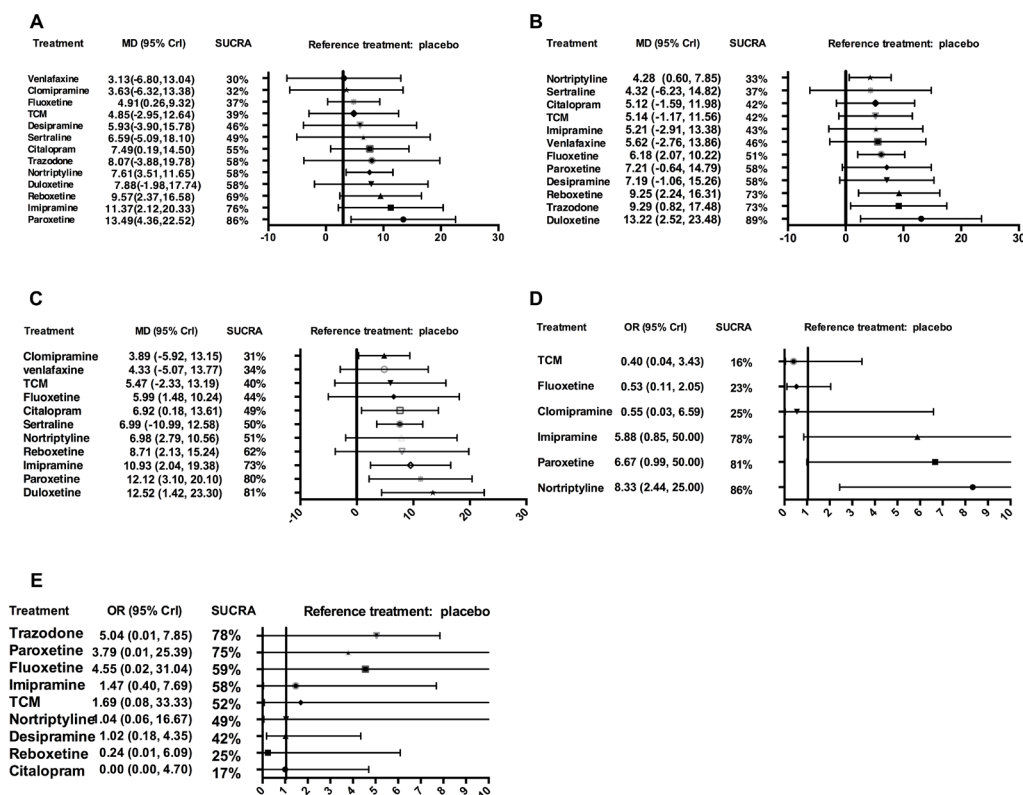 A
Treatment MD (95% CrI) SUCRA Reference treatment: placebo
Venlafaxine 3.13(-6.80,13.04) 30%
Clomipramine 3.63(-6.32,13.38) 32%
Fluoxetine 4.91(0.26,9.32) 37%
TCM 4.85(-2.95,12.64) 39%
Desipramine 5.93(-3.90,15.78) 46%
Sertraline 6.59(-5.09,18.10) 49%
Citalopram 7.49(0.19,14.50) 55%
Trazodone 8.07(-3.88,19.78) 58%
Nortriptyline 7.61(3.51,11.65) 58%
Duloxetine 7.88(-1.98,17.74) 58%
Reboxetine 9.57(2.37,16.58) 69%
Imipramine 11.37(2.12,20.33) 76%
Paroxetine 13.49(4.36,22.52) 86%
-10 0 10 20 30
B
Treatment MD (95% CrI) SUCRA Reference treatment: placebo
Nortriptyline 4.28 (0.60, 7.85) 33%
Sertraline 4.32 (-6.23, 14.82) 37%
Citalopram 5.12 (-1.59, 11.98) 42%
TCM 5.14 (-1.17, 11.56) 42%
Imipramine 5.21 (-2.91, 13.38) 43%
Venlafaxine 5.62 (-2.76, 13.86) 46%
Fluoxetine 6.18 (2.07, 10.22) 51%
Paroxetine 7.21 (-0.64, 14.79) 58%
Desipramine 7.19 (-1.06, 15.26) 58%
Reboxetine 9.25 (2.24, 16.31) 73%
Trazodone 9.29 (0.82, 17.48) 73%
Duloxetine 13.22 (2.52, 23.48) 89%
-10 0 10 20 30
C
Treatment MD (95% CrI) SUCRA Reference treatment: placebo
Clomipramine 3.89 (-5.92, 13.15) 31%
venlafaxine 4.33 (-5.07, 13.77) 34%
TCM 5.47 (-2.33, 13.19) 40%
Fluoxetine 5.99 (1.48, 10.24) 44%
Citalopram 6.92 (0.18, 13.61) 49%
Sertraline 6.99 (-10.99, 12.58) 50%
Nortriptyline 6.98 (2.79, 10.56) 51%
Reboxetine 8.71 (2.13, 15.24) 62%
Imipramine 10.93 (2.04, 19.38) 73%
Paroxetine 12.12 (3.10, 20.10) 80%
Duloxetine 12.52 (1.42, 23.30) 81%
-10 0 10 20 30
D
Treatment OR (95% CrI) SUCRA Reference treatment: placebo
TCM 0.40 (0.04, 3.43) 16%
Fluoxetine 0.53 (0.11, 2.05) 23%
Clomipramine 0.55 (0.03, 6.59) 25%
Imipramine 5.88 (0.85, 50.00) 78%
Paroxetine 6.67 (0.99, 50.00) 81%
Nortriptyline 8.33 (2.44, 25.00) 86%
0 1 2 3 4 5 6 7 8 9 10
E
Treatment OR (95% CrI) SUCRA Reference treatment: placebo
Trazodone 5.04 (0.01, 7.85) 78%
Paroxetine 3.79 (0.01, 25.39) 75%
Fluoxetine 4.55 (0.02, 31.04) 59%
Imipramine 1.47 (0.40, 7.69) 58%
TCM 1.69 (0.08, 33.33) 52%
Nortriptyline 1.04 (0.06, 16.67) 49%
Desipramine 1.02 (0.18, 4.35) 42%
Reboxetine 0.24 (0.01, 6.09) 25%
Citalopram 0.00 (0.00, 4.70) 17%
0 1 2 3 4 5 6 7 8 9 10